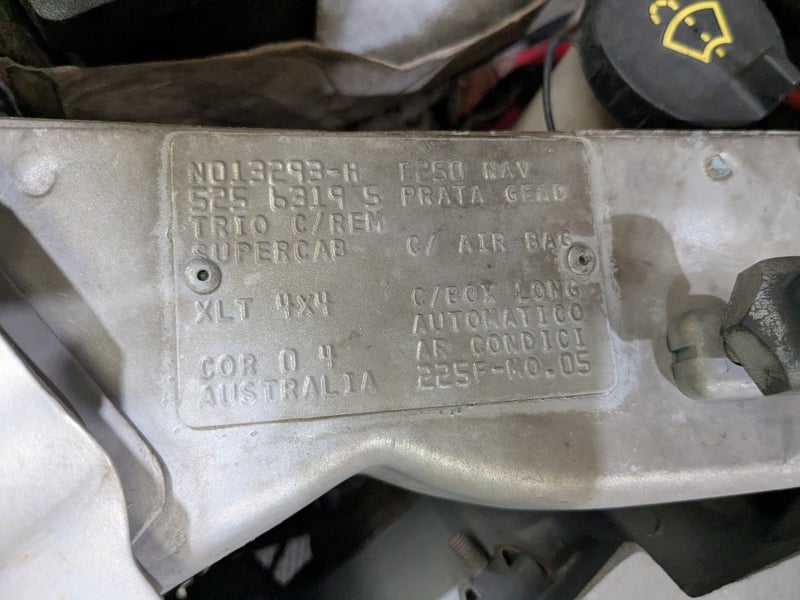 N013293-H F250 NAV
525 6319 5 PRATA GEAD
TRIO C/REM
SUPERCAB C/ AIR BAG
XLT 4X4 C/BOX LONG
AUTOMATICO
COR 0 4 AR CONDICI
AUSTRALIA 225F-MO.05